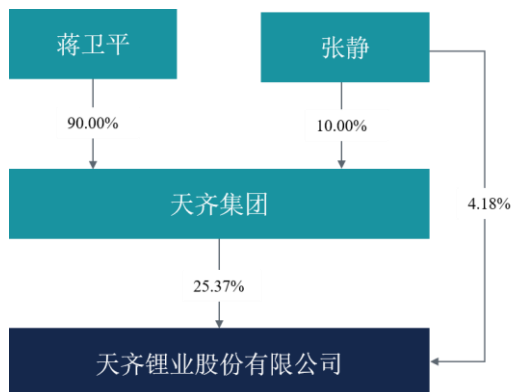 蒋卫平
张静
90.00%
10.00%
天齐集团
4.18%
25.37%
天齐锂业股份有限公司